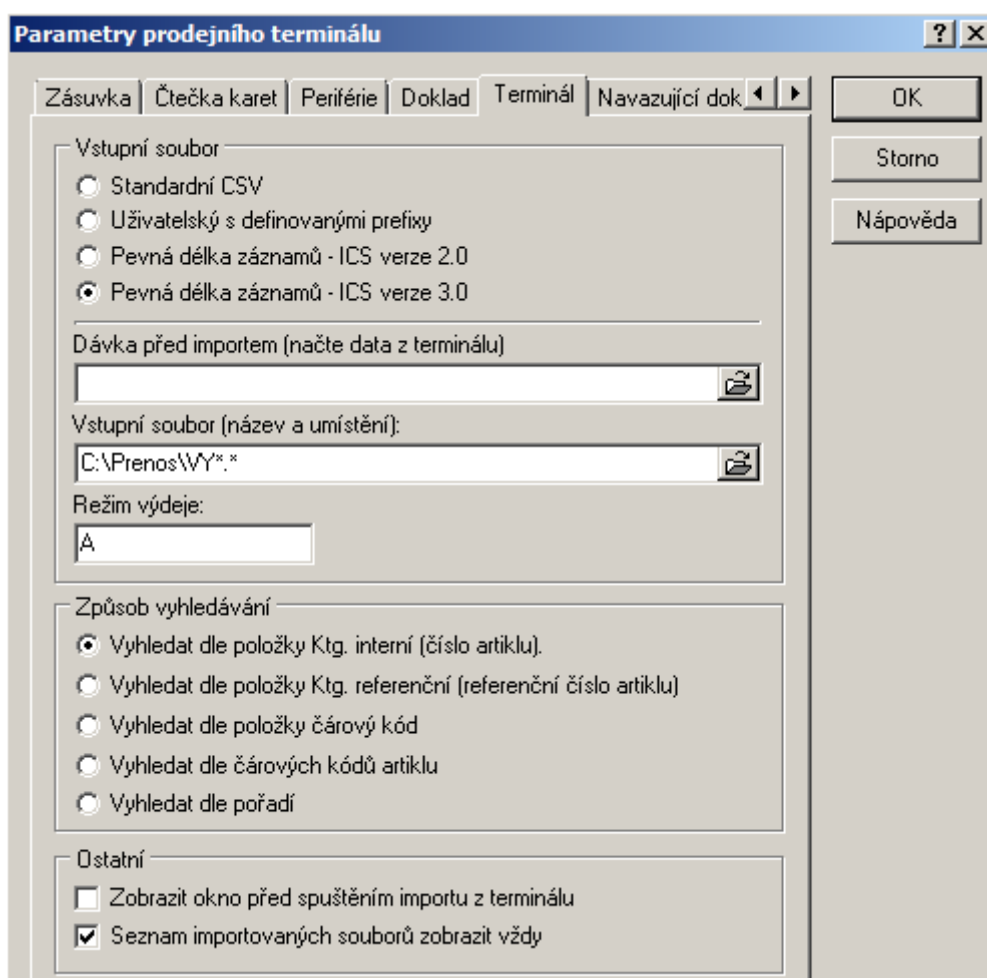 Parametry prodejního terminálu
Zásuvka Čtečka karet Periférie Doklad Terminál Navazující dok
OK
Storno
Nápověda
Vstupní soubor
Standardní CSV
Uživatelský s definovanými prefixy
Pevná délka záznamů - ICS verze 2.0
Pevná délka záznamů - ICS verze 3.0
Dávka před importem (načte data z terminálu)
Vstupní soubor (název a umístění):
C:\Prenos\VY*.*
Režim výdeje:
A
Způsob vyhledávání
Vyhledat dle položky Ktg. interní (číslo artiklu).
Vyhledat dle položky Ktg. referenční (referenční číslo artiklu)
Vyhledat dle položky čárový kód
Vyhledat dle čárových kódů artiklu
Vyhledat dle pořadí
Ostatní
Zobrazit okno před spuštěním importu z terminálu
Seznam importovaných souborů zobrazit vždy